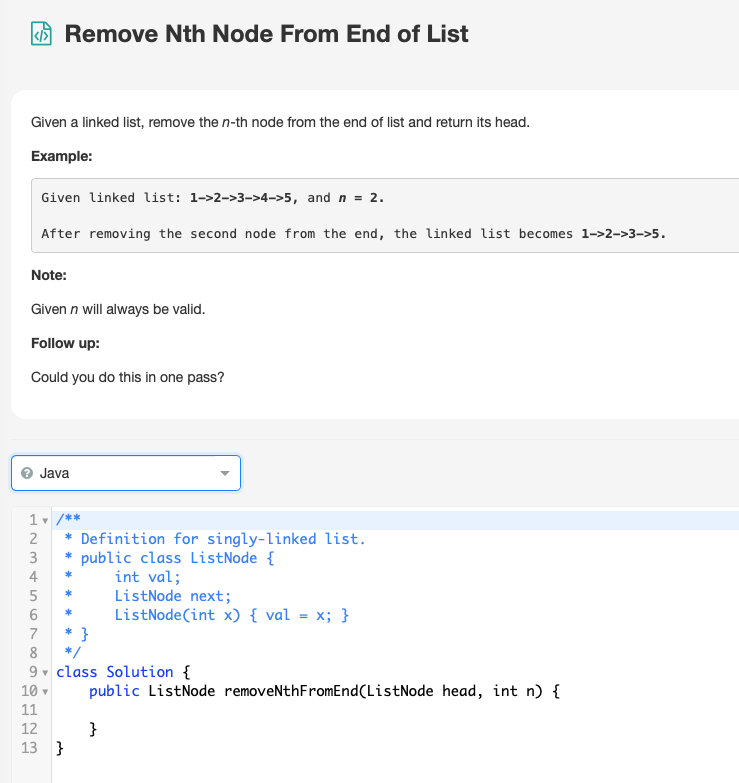 Remove Nth Node From End of List
Given a linked list, remove the n-th node from the end of list and return its head.
Example:
Given linked list: 1->2->3->4->5, and n = 2.
After removing the second node from the end, the linked list becomes 1->2->3->5.
Note:
Given n will always be valid.
Follow up:
Could you do this in one pass?
? Java
1 /**
2  * Definition for singly-linked list.
3  * public class ListNode {
4  *     int val;
5  *     ListNode next;
6  *     ListNode(int x) { val = x; }
7  * }
8  */
9 class Solution {
10     public ListNode removeNthFromEnd(ListNode head, int n) {
11
12     }
13 }